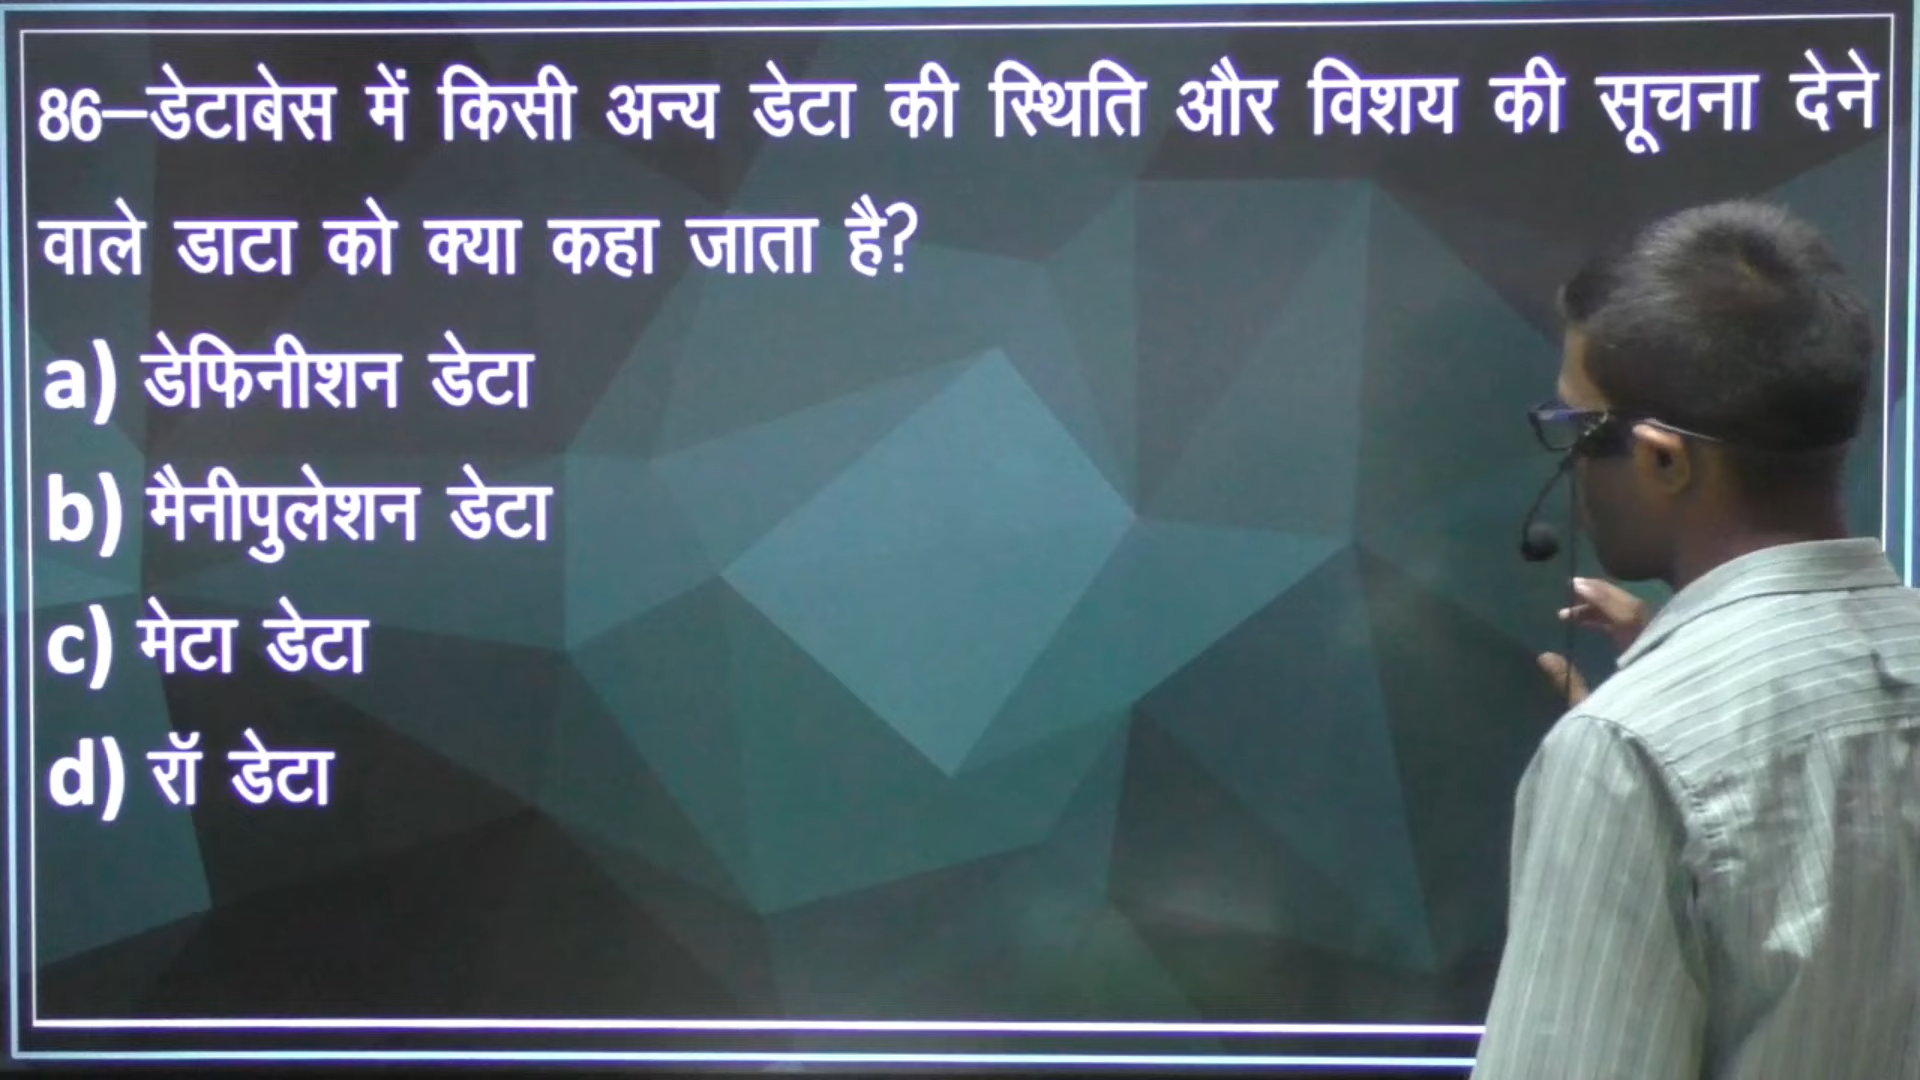 86–डेटाबेस में किसी अन्य डेटा की स्थिति और विशय की सूचना देने
वाले डाटा को क्या कहा जाता है?
a) डेफिनीशन डेटा
b) मैनीपुलेशन डेटा
c) मेटा डेटा
d) रॉ डेटा